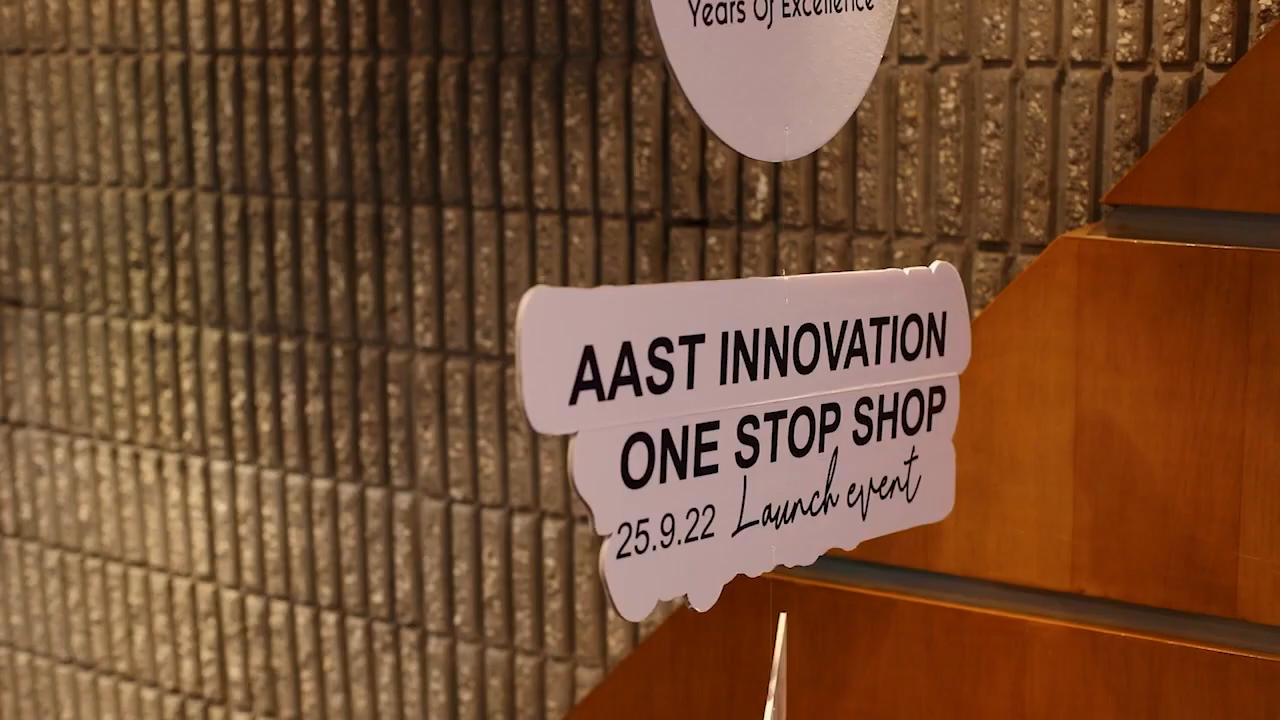 Years Of Excellence
AAST INNOVATION
ONE STOP SHOP
25.9.22 Launch event